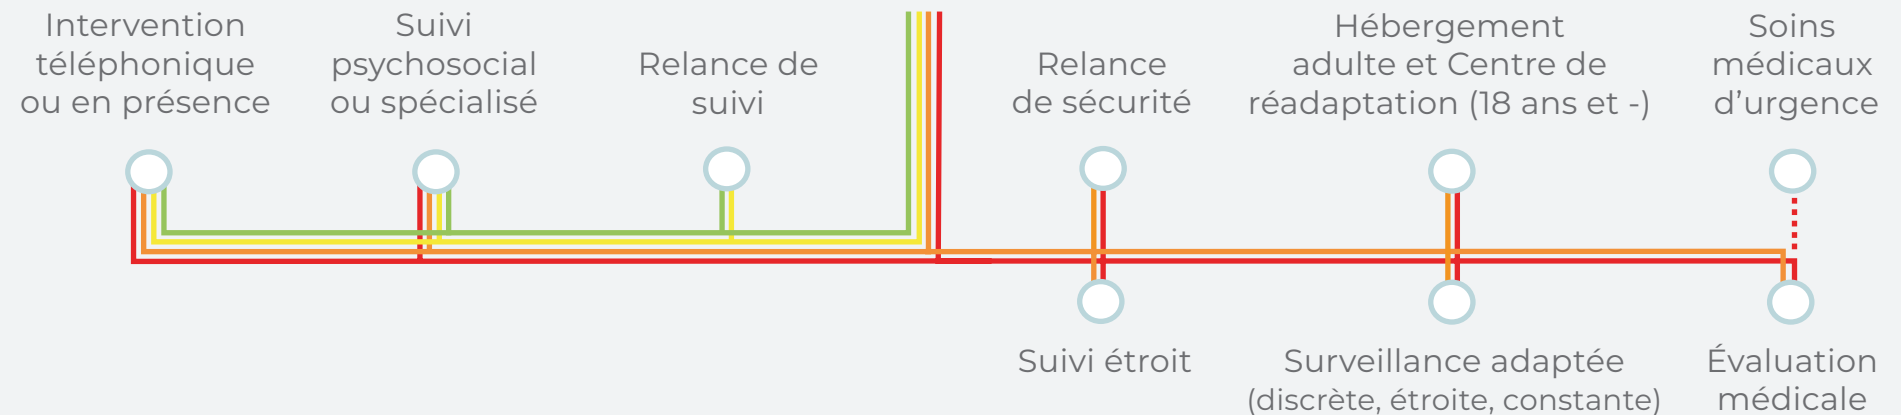 Intervention
téléphonique
ou en présence
Suivi
psychosocial
ou spécialisé
Relance de
suivi
Relance
de sécurité
Hébergement
adulte et Centre de
réadaptation (18 ans et -)
Soins
médicaux
d’urgence
Suivi étroit
Surveillance adaptée
(discrète, étroite, constante)
Évaluation
médicale